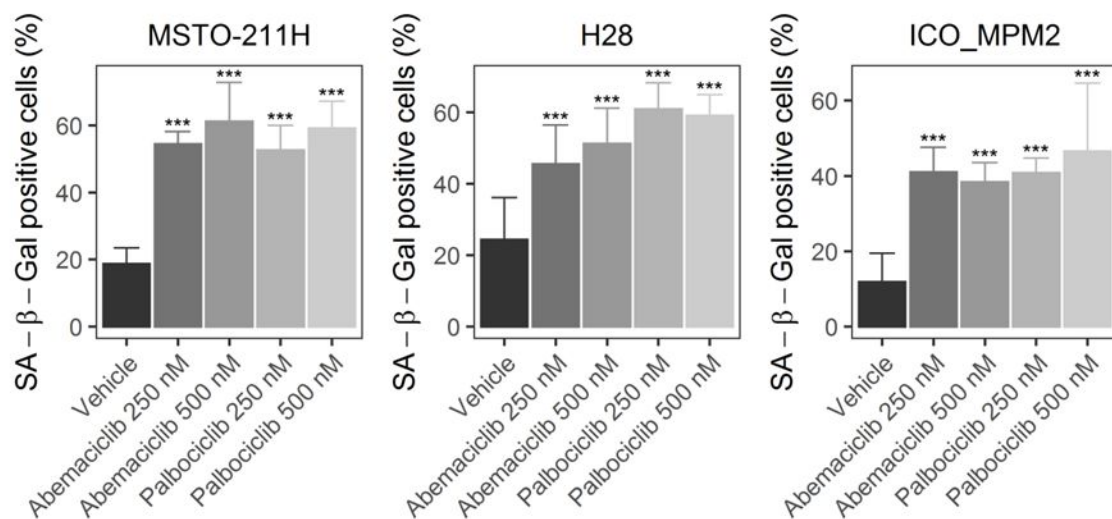 MSTO-211H
SA – β – Gal positive cells (%)
60
40
20
0
***
***
***
***
Vehicle
Abemaciclib 250 nM
Abemaciclib 500 nM
Palbociclib 250 nM
Palbociclib 500 nM
H28
SA – β – Gal positive cells (%)
60
40
20
0
***
***
***
***
Vehicle
Abemaciclib 250 nM
Abemaciclib 500 nM
Palbociclib 250 nM
Palbociclib 500 nM
ICO_MPM2
SA – β – Gal positive cells (%)
60
40
20
0
***
***
***
***
Vehicle
Abemaciclib 250 nM
Abemaciclib 500 nM
Palbociclib 250 nM
Palbociclib 500 nM